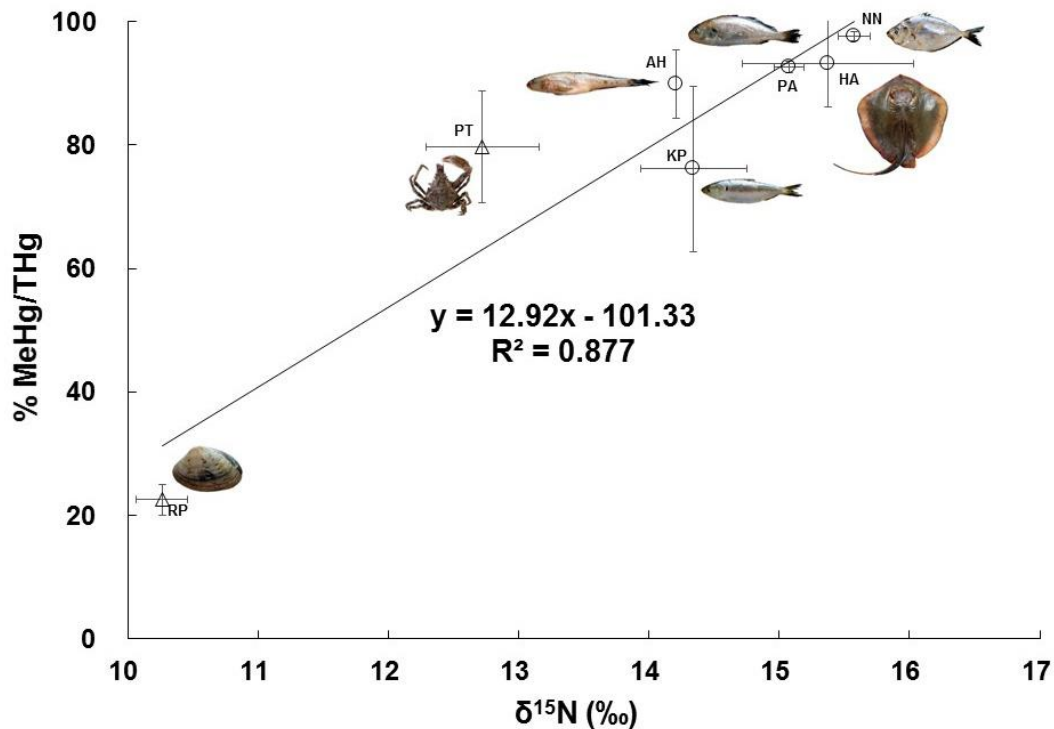 100
80
60
40
20
0
% MeHg/THg
NN
AH
PA
HA
PT
KP
y = 12.92x - 101.33
R² = 0.877
RP
10 11 12 13 14 15 16 17
δ¹⁵N (‰)